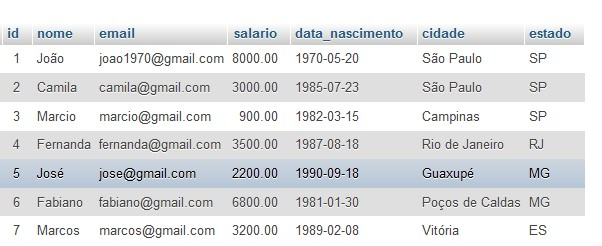 id nome email salario data_nascimento cidade estado
1 João joao1970@gmail.com 8000.00 1970-05-20 São Paulo SP
2 Camila camila@gmail.com 3000.00 1985-07-23 São Paulo SP
3 Marcio marcio@gmail.com 900.00 1982-03-15 Campinas SP
4 Fernanda fernanda@gmail.com 3500.00 1987-08-18 Rio de Janeiro RJ
5 José jose@gmail.com 2200.00 1990-09-18 Guaxupé MG
6 Fabiano fabiano@gmail.com 6800.00 1981-01-30 Poços de Caldas MG
7 Marcos marcos@gmail.com 3200.00 1989-02-08 Vitória ES